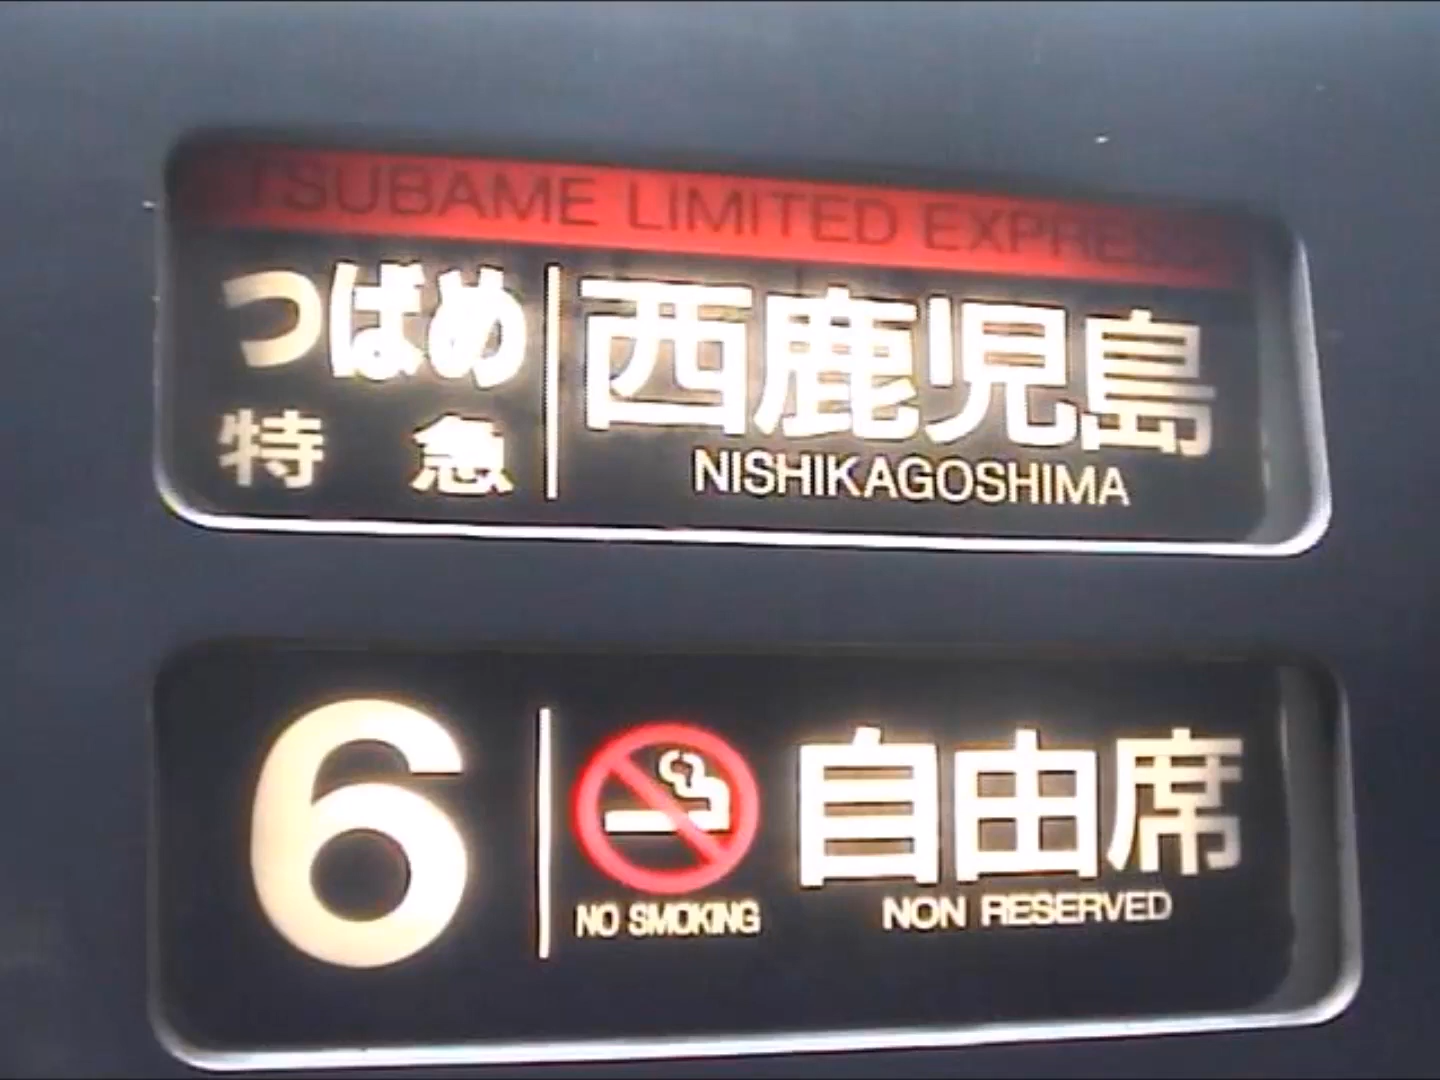 TSUBAME LIMITED EXPRESS
つばめ
特急
西鹿児島
NISHIKAGOSHIMA
6
NO SMOKING
自由席
NON RESERVED